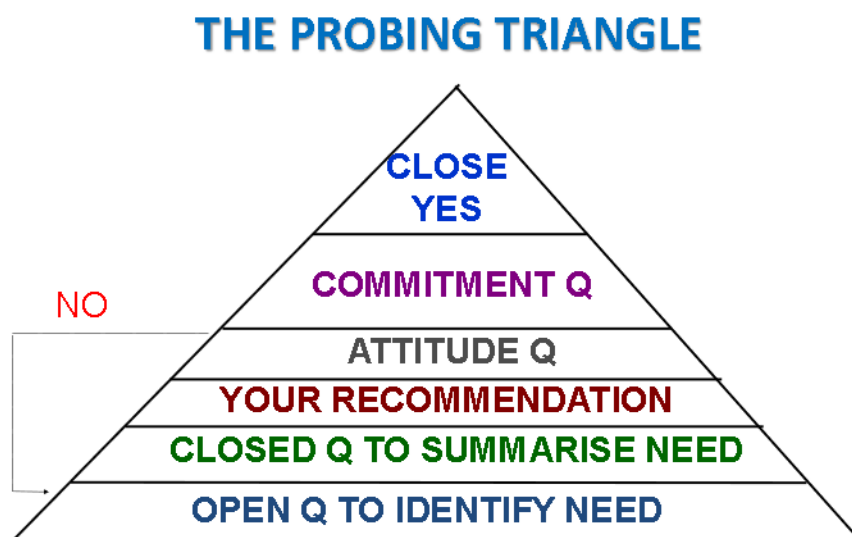 THE PROBING TRIANGLE
CLOSE
YES
COMMITMENT Q
NO
ATTITUDE Q
YOUR RECOMMENDATION
CLOSED Q TO SUMMARISE NEED
OPEN Q TO IDENTIFY NEED